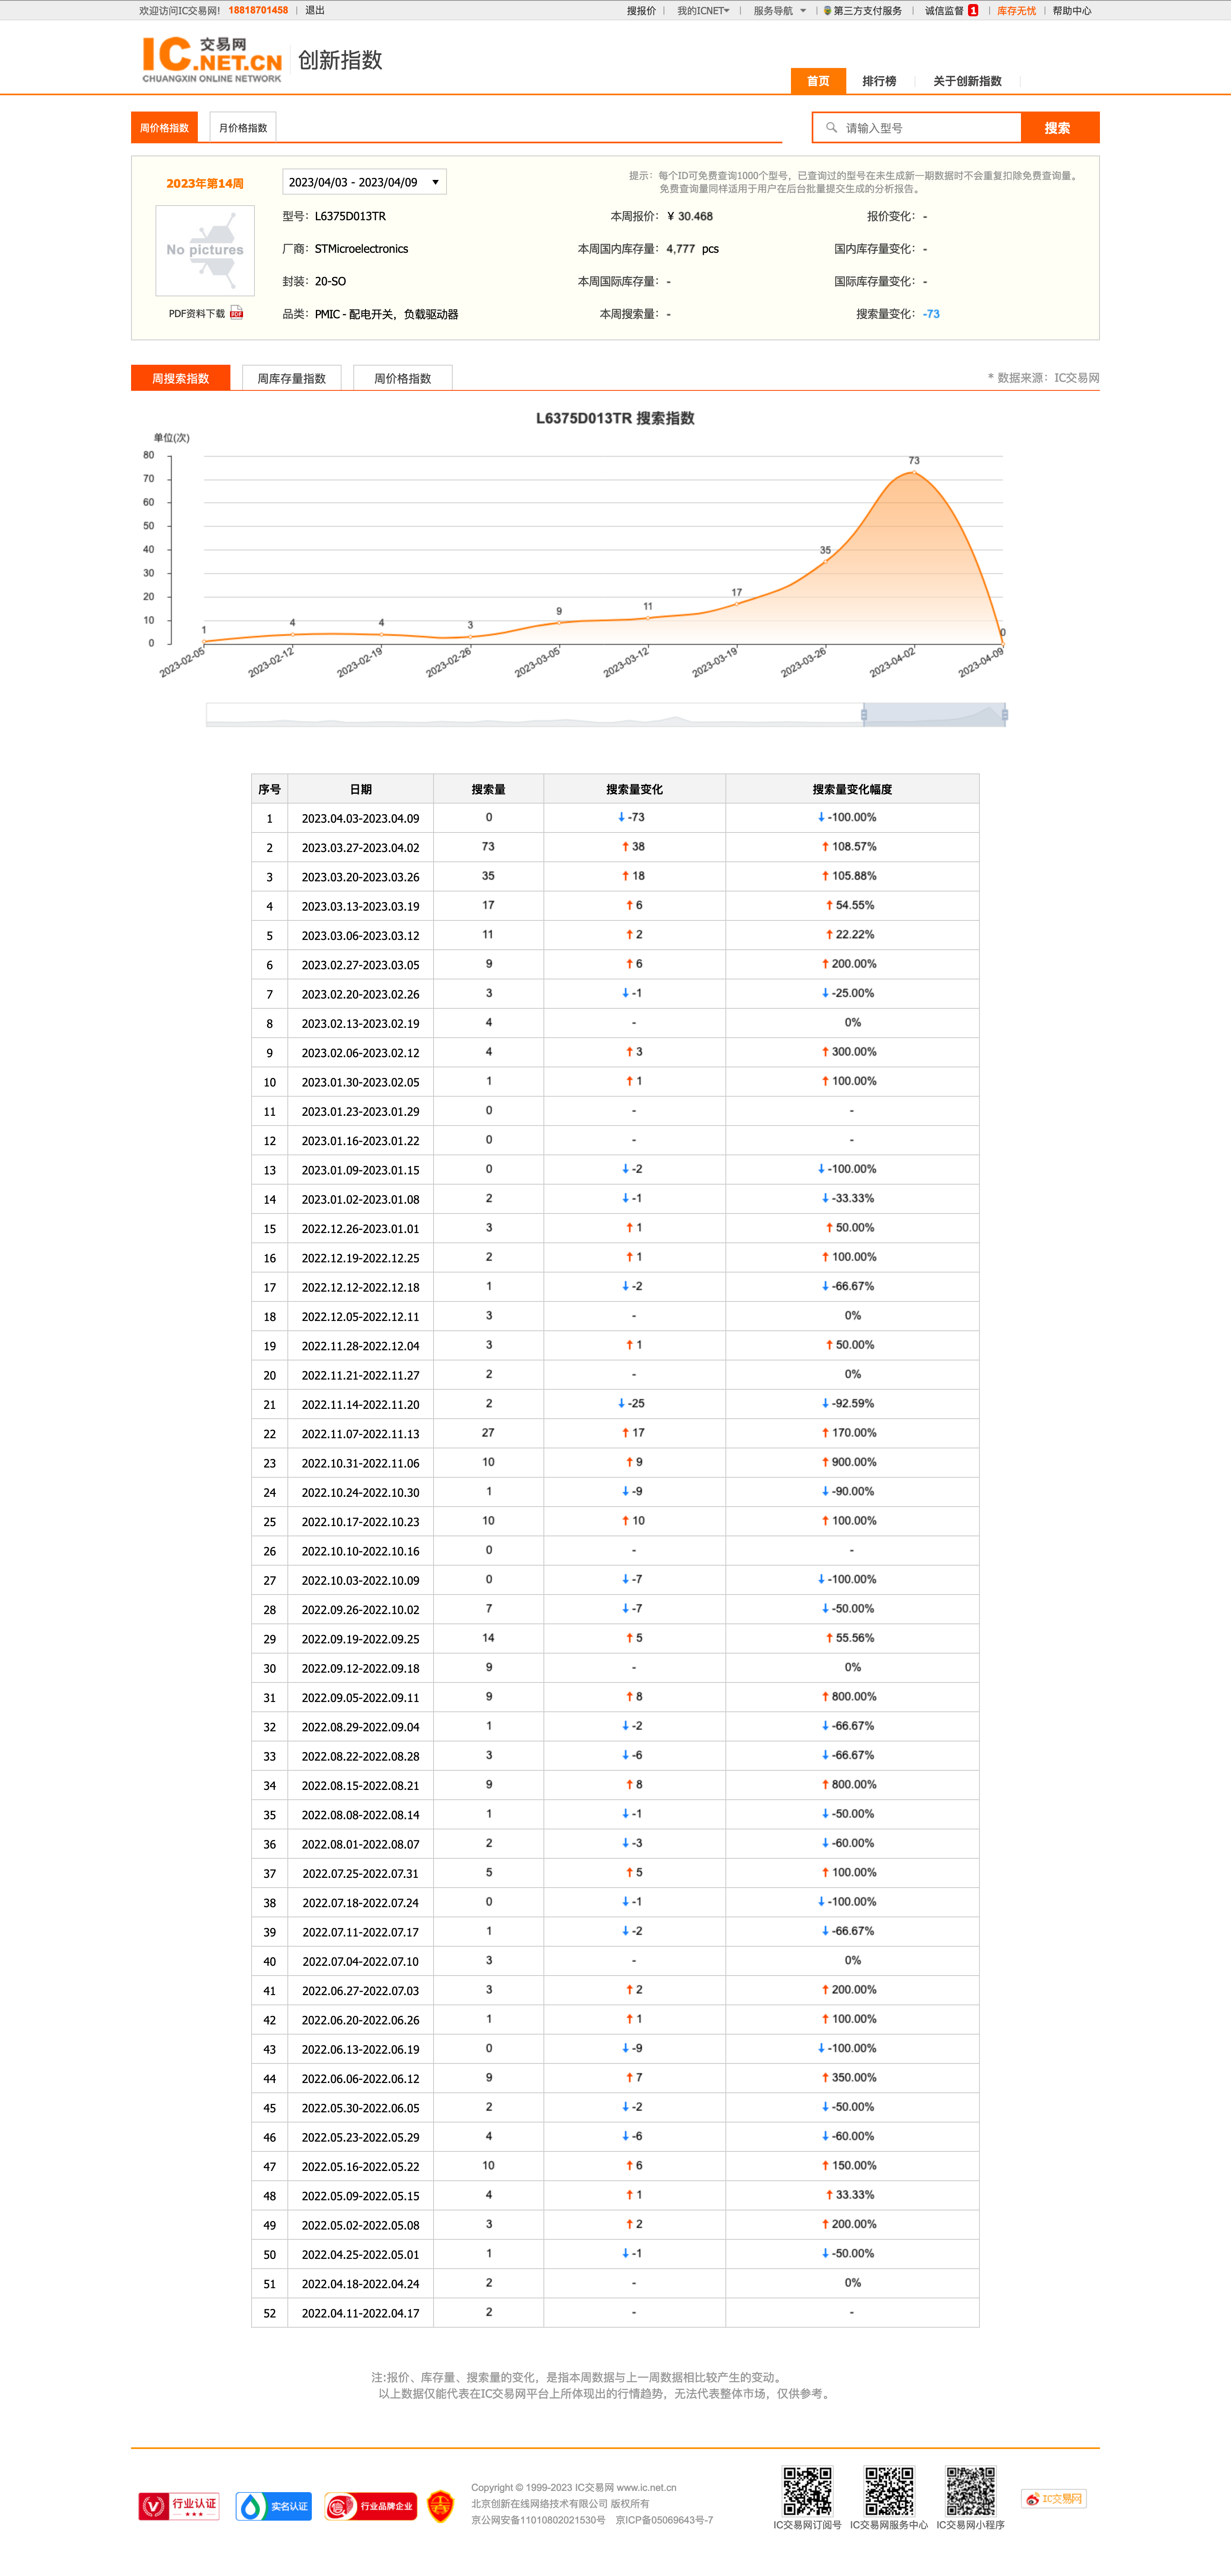 欢迎访问IC交易网! 18818701458 | 退出 搜报价 | 我的ICNET | 服务导航 | 第三方支付服务 | 诚信监督 1 | 库存无忧 | 帮助中心
IC 交易网 .NET.CN CHUANGXIN ONLINE NETWORK 创新指数
首页 排行榜 关于创新指数
周价格指数 月价格指数 请输入型号 搜索
2023年第14周 2023/04/03 - 2023/04/09 提示：每个ID可免费查询1000个型号，已查询过的型号在未生成新一期数据时不会重复扣除免费查询量。
免费查询量同样适用于用户在后台批量提交生成的分析报告。
No pictures
型号：L6375D013TR 本周报价：¥ 30.468 报价变化：-
厂商：STMicroelectronics 本周国内库存量：4,777 pcs 国内库存量变化：-
封装：20-SO 本周国际库存量：- 国际库存量变化：-
PDF资料下载 PDF 品类：PMIC - 配电开关，负载驱动器 本周搜索量：- 搜索量变化：-73
周搜索指数 周库存量指数 周价格指数 * 数据来源：IC交易网
L6375D013TR 搜索指数
单位(次)
80
70
60
50
40
30
20
10
0
1 4 4 3 9 11 17 35 73 0
2023-02-05 2023-02-12 2023-02-19 2023-02-26 2023-03-05 2023-03-12 2023-03-19 2023-03-26 2023-04-02 2023-04-09
序号 日期 搜索量 搜索量变化 搜索量变化幅度
1 2023.04.03-2023.04.09 0 ↓ -73 ↓ -100.00%
2 2023.03.27-2023.04.02 73 ↑ 38 ↑ 108.57%
3 2023.03.20-2023.03.26 35 ↑ 18 ↑ 105.88%
4 2023.03.13-2023.03.19 17 ↑ 6 ↑ 54.55%
5 2023.03.06-2023.03.12 11 ↑ 2 ↑ 22.22%
6 2023.02.27-2023.03.05 9 ↑ 6 ↑ 200.00%
7 2023.02.20-2023.02.26 3 ↓ -1 ↓ -25.00%
8 2023.02.13-2023.02.19 4 - 0%
9 2023.02.06-2023.02.12 4 ↑ 3 ↑ 300.00%
10 2023.01.30-2023.02.05 1 ↑ 1 ↑ 100.00%
11 2023.01.23-2023.01.29 0 - -
12 2023.01.16-2023.01.22 0 - -
13 2023.01.09-2023.01.15 0 ↓ -2 ↓ -100.00%
14 2023.01.02-2023.01.08 2 ↓ -1 ↓ -33.33%
15 2022.12.26-2023.01.01 3 ↑ 1 ↑ 50.00%
16 2022.12.19-2022.12.25 2 ↑ 1 ↑ 100.00%
17 2022.12.12-2022.12.18 1 ↓ -2 ↓ -66.67%
18 2022.12.05-2022.12.11 3 - 0%
19 2022.11.28-2022.12.04 3 ↑ 1 ↑ 50.00%
20 2022.11.21-2022.11.27 2 - 0%
21 2022.11.14-2022.11.20 2 ↓ -25 ↓ -92.59%
22 2022.11.07-2022.11.13 27 ↑ 17 ↑ 170.00%
23 2022.10.31-2022.11.06 10 ↑ 9 ↑ 900.00%
24 2022.10.24-2022.10.30 1 ↓ -9 ↓ -90.00%
25 2022.10.17-2022.10.23 10 ↑ 10 ↑ 100.00%
26 2022.10.10-2022.10.16 0 - -
27 2022.10.03-2022.10.09 0 ↓ -7 ↓ -100.00%
28 2022.09.26-2022.10.02 7 ↓ -7 ↓ -50.00%
29 2022.09.19-2022.09.25 14 ↑ 5 ↑ 55.56%
30 2022.09.12-2022.09.18 9 - 0%
31 2022.09.05-2022.09.11 9 ↑ 8 ↑ 800.00%
32 2022.08.29-2022.09.04 1 ↓ -2 ↓ -66.67%
33 2022.08.22-2022.08.28 3 ↓ -6 ↓ -66.67%
34 2022.08.15-2022.08.21 9 ↑ 8 ↑ 800.00%
35 2022.08.08-2022.08.14 1 ↓ -1 ↓ -50.00%
36 2022.08.01-2022.08.07 2 ↓ -3 ↓ -60.00%
37 2022.07.25-2022.07.31 5 ↑ 5 ↑ 100.00%
38 2022.07.18-2022.07.24 0 ↓ -1 ↓ -100.00%
39 2022.07.11-2022.07.17 1 ↓ -2 ↓ -66.67%
40 2022.07.04-2022.07.10 3 - 0%
41 2022.06.27-2022.07.03 3 ↑ 2 ↑ 200.00%
42 2022.06.20-2022.06.26 1 ↑ 1 ↑ 100.00%
43 2022.06.13-2022.06.19 0 ↓ -9 ↓ -100.00%
44 2022.06.06-2022.06.12 9 ↑ 7 ↑ 350.00%
45 2022.05.30-2022.06.05 2 ↓ -2 ↓ -50.00%
46 2022.05.23-2022.05.29 4 ↓ -6 ↓ -60.00%
47 2022.05.16-2022.05.22 10 ↑ 6 ↑ 150.00%
48 2022.05.09-2022.05.15 4 ↑ 1 ↑ 33.33%
49 2022.05.02-2022.05.08 3 ↑ 2 ↑ 200.00%
50 2022.04.25-2022.05.01 1 ↓ -1 ↓ -50.00%
51 2022.04.18-2022.04.24 2 - 0%
52 2022.04.11-2022.04.17 2 - -
注:报价、库存量、搜索量的变化，是指本周数据与上一周数据相比较产生的变动。
以上数据仅能代表在IC交易网平台上所体现出的行情趋势，无法代表整体市场，仅供参考。
行业认证 实名认证 行业品牌企业
Copyright © 1999-2023 IC交易网 www.ic.net.cn
北京创新在线网络技术有限公司 版权所有
京公网安备11010802021530号 京ICP备05069643号-7
IC交易网订阅号 IC交易网服务中心 IC交易网小程序
IC交易网